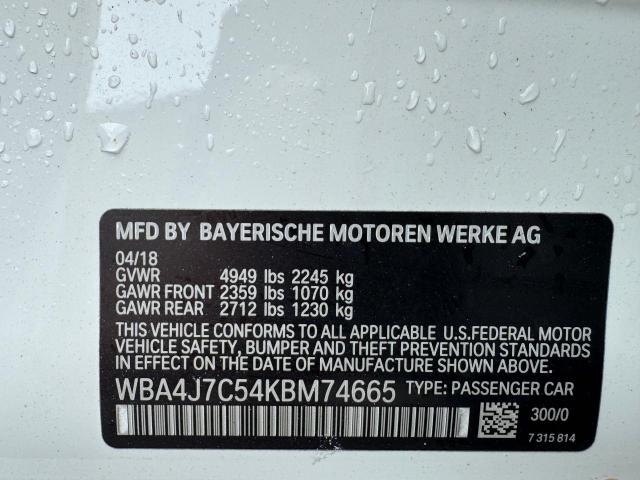 MFD BY BAYERISCHE MOTOREN WERKE AG
04/18
GVWR 4949 lbs 2245 kg
GAWR FRONT 2359 lbs 1070 kg
GAWR REAR 2712 lbs 1230 kg
THIS VEHICLE CONFORMS TO ALL APPLICABLE U.S.FEDERAL MOTOR
VEHICLE SAFETY, BUMPER AND THEFT PREVENTION STANDARDS
IN EFFECT ON THE DATE OF MANUFACTURE SHOWN ABOVE.
WBA4J7C54KBM74665 TYPE: PASSENGER CAR
300/0
7 315 814